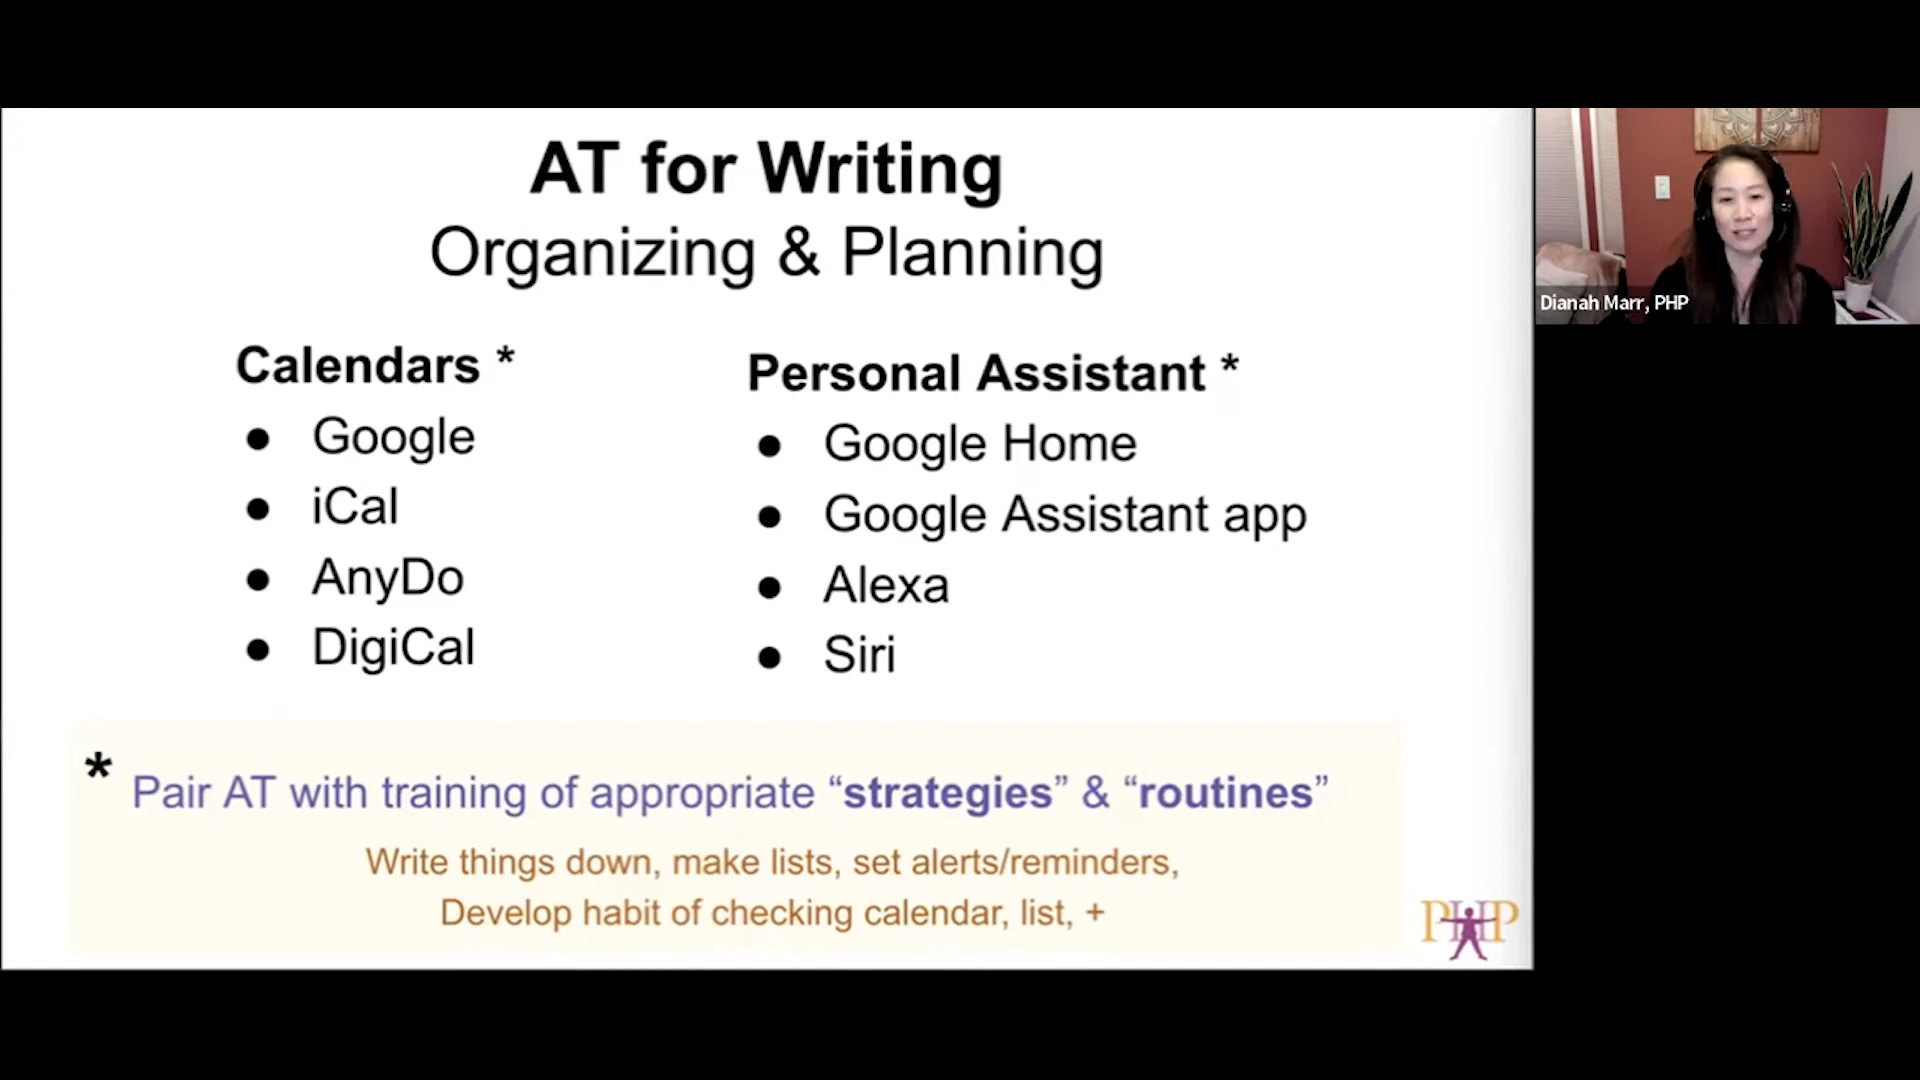 AT for Writing
Organizing & Planning
Calendars *
● Google
● iCal
● AnyDo
● DigiCal
Personal Assistant *
● Google Home
● Google Assistant app
● Alexa
● Siri
* Pair AT with training of appropriate “strategies” & “routines”
Write things down, make lists, set alerts/reminders,
Develop habit of checking calendar, list, +
PHP
Dianah Marr, PHP